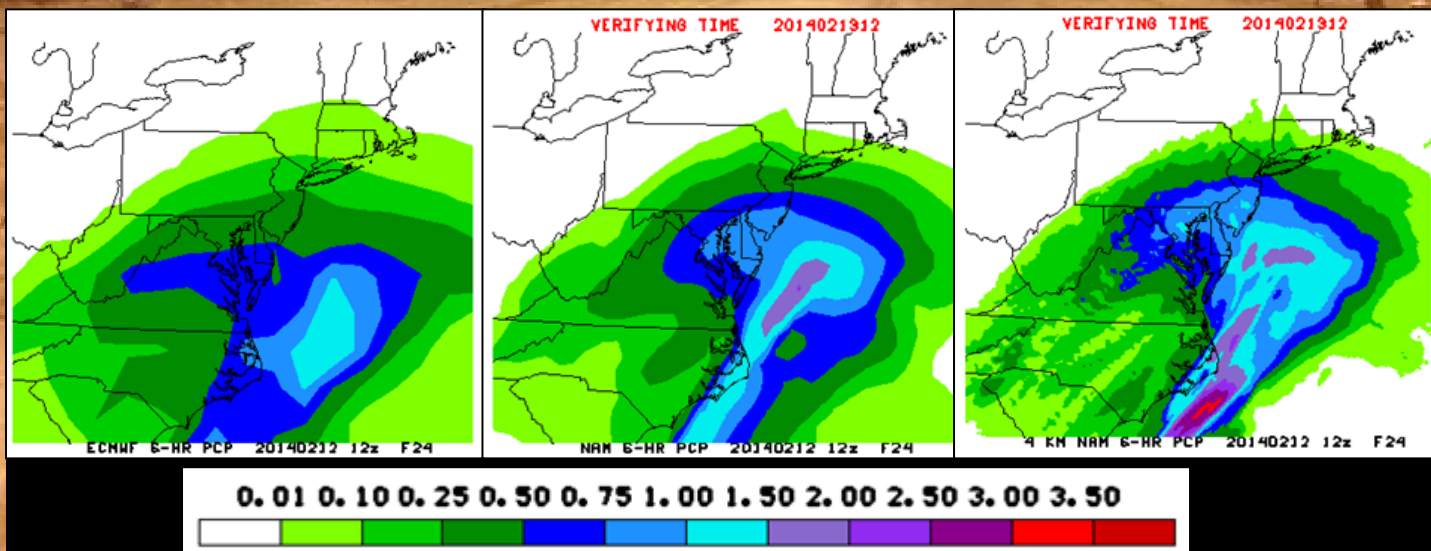 VERIFYING TIME 2014021312
VERIFYING TIME 2014021312
ECMWF 6-HR PCP 20140212 12z F24
NAM 6-HR PCP 20140212 12z F24
4 KM NAM 6-HR PCP 20140212 12z F24
0.01 0.10 0.25 0.50 0.75 1.00 1.50 2.00 2.50 3.00 3.50